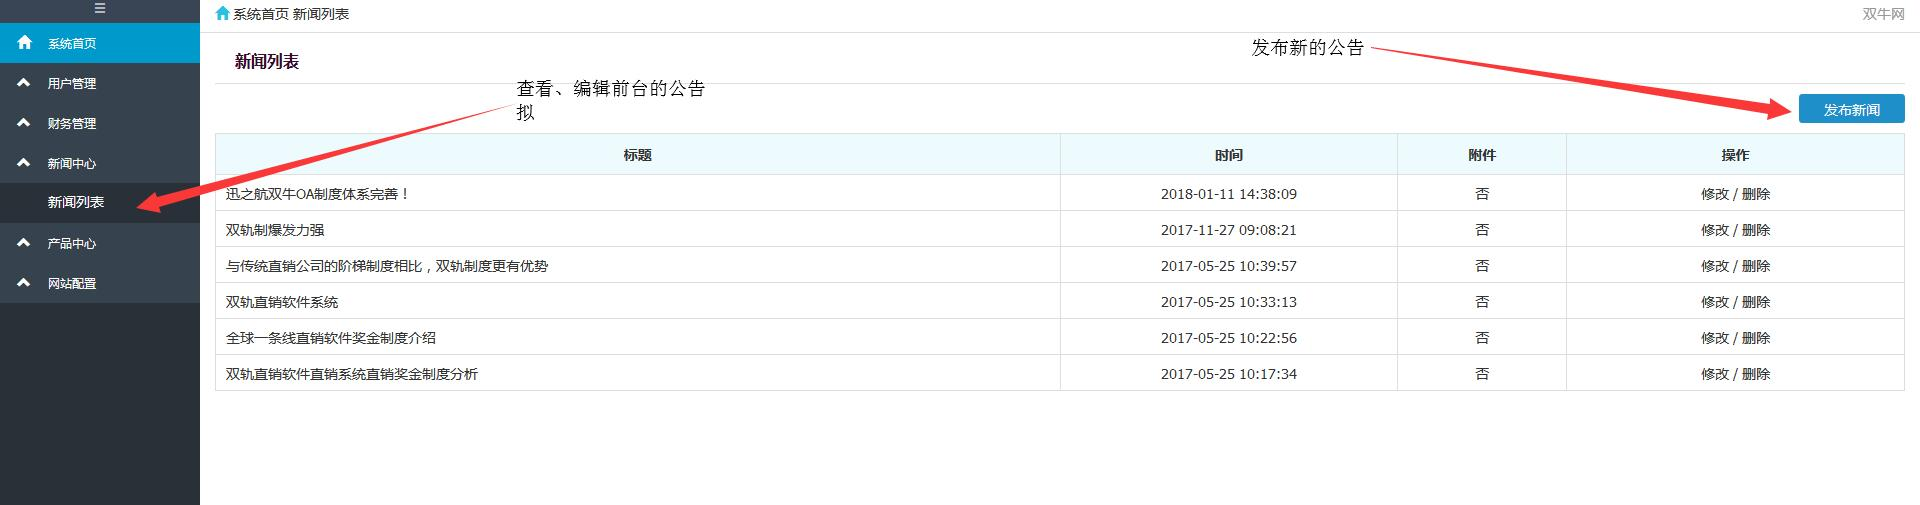 系统首页 新闻列表
双牛网
系统首页
用户管理
财务管理
新闻中心
新闻列表
产品中心
网站配置
新闻列表
查看、编辑前台的公告
拟
发布新的公告
发布新闻
标题 时间 附件 操作
迅之航双牛OA制度体系完善！ 2018-01-11 14:38:09 否 修改 / 删除
双轨制爆发力强 2017-11-27 09:08:21 否 修改 / 删除
与传统直销公司的阶梯制度相比，双轨制度更有优势 2017-05-25 10:39:57 否 修改 / 删除
双轨直销软件系统 2017-05-25 10:33:13 否 修改 / 删除
全球一条线直销软件奖金制度介绍 2017-05-25 10:22:56 否 修改 / 删除
双轨直销软件直销系统直销奖金制度分析 2017-05-25 10:17:34 否 修改 / 删除